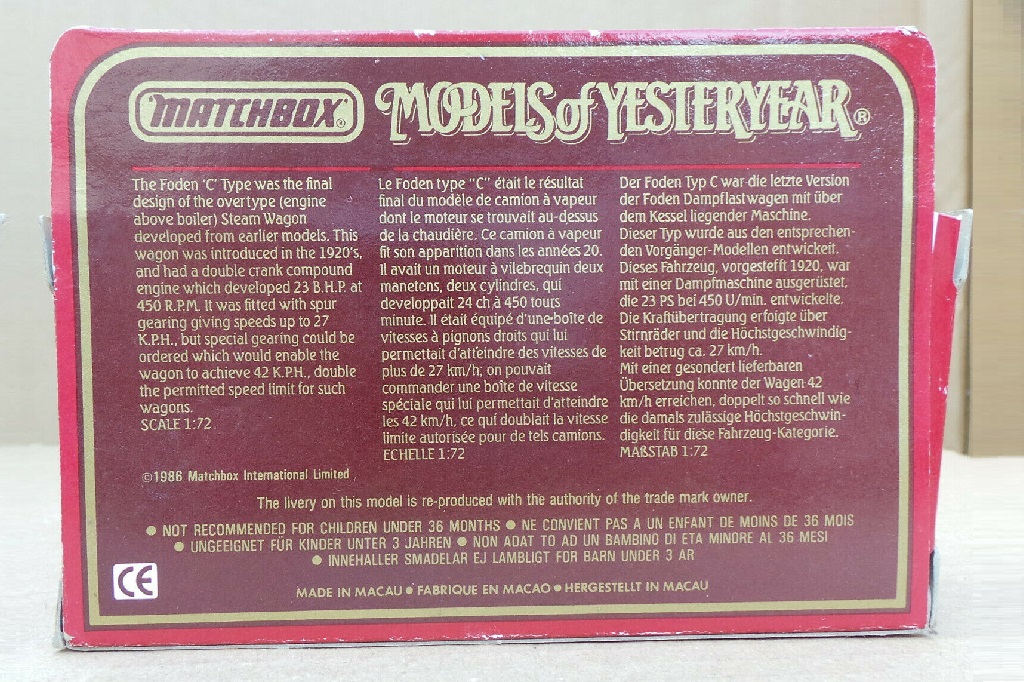 MATCHBOX ® MODELS of YESTERYEAR ®
The Foden 'C' Type was the final
design of the overtype (engine
above boiler) Steam Wagon
developed from earlier models. This
wagon was introduced in the 1920's,
and had a double crank compound
engine which developed 23 B.H.P. at
450 R.P.M. It was fitted with spur
gearing giving speeds up to 27
K.P.H., but special gearing could be
ordered which would enable the
wagon to achieve 42 K.P.H., double
the permitted speed limit for such
wagons.
SCALE 1:72
Le Foden type "C" était le résultat
final du modèle de camion à vapeur
dont le moteur se trouvait au-dessus
de la chaudière. Ce camion à vapeur
fit son apparition dans les années 20.
Il avait un moteur à vilebrequin deux
manetons, deux cylindres, qui
developpait 24 ch,à 450 tours
minute. Il était équipé d'une-boîte de
vitesses à pignons droits qui lui
permettait d'atteindre des vitesses de
plus de 27 km/h; on pouvait
commander une boîte de vitesse
spéciale qui lui permettait d'atteindre
les 42 km/h, ce qui doublait la vitesse
limite autorisée pour de tels camions.
ECHELLE 1:72
Der Foden Typ C war die letzte Version
der Foden Dampflastwagen mit über
dem Kessel liegender Maschine.
Dieser Typ wurde aus den entsprechen-
den Vorgänger-Modellen entwickeit.
Dieses Fahrzeug, vorgestefft 1920, war
mit einer Dampfmaschine ausgerüstet,
die 23 PS bei 450 U/min. entwickelte.
Die Kraftübertragung erfolgte über
Stirnräder und die Höchstgeschwindig-
keit betrug ca. 27 km/h.
Mit einer gesondert lieferbaren
Übersetzung konnte der Wagen 42
km/h erreichen, doppelt so schnell wie
die damals zulässige Höchstgeschwin-
digkeit für diese Fahrzeug-Kategorie.
MAßSTAB 1:72
©1986 Matchbox International Limited
The livery on this model is re-produced with the authority of the trade mark owner.
● NOT RECOMMENDED FOR CHILDREN UNDER 36 MONTHS ● NE CONVIENT PAS À UN ENFANT DE MOINS DE 36 MOIS
● UNGEEIGNET FÜR KINDER UNTER 3 JAHREN ● NON ADAT TO AD UN BAMBINO DI ETA MINDRE AL 36 MESI
● INNEHALLER SMADELAR EJ LAMBLIGT FOR BARN UNDER 3 AR
CE
MADE IN MACAU ● FABRIQUE EN MACAO ● HERGESTELLT IN MACAU